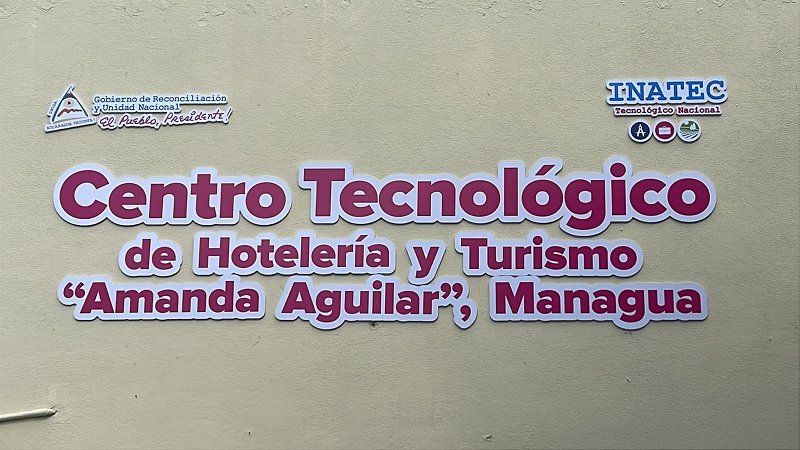 Gobierno de Reconciliación
y Unidad Nacional
El Pueblo, Presidente!
INATEC
Tecnológico Nacional
Centro Tecnológico
de Hotelería y Turismo
“Amanda Aguilar”, Managua